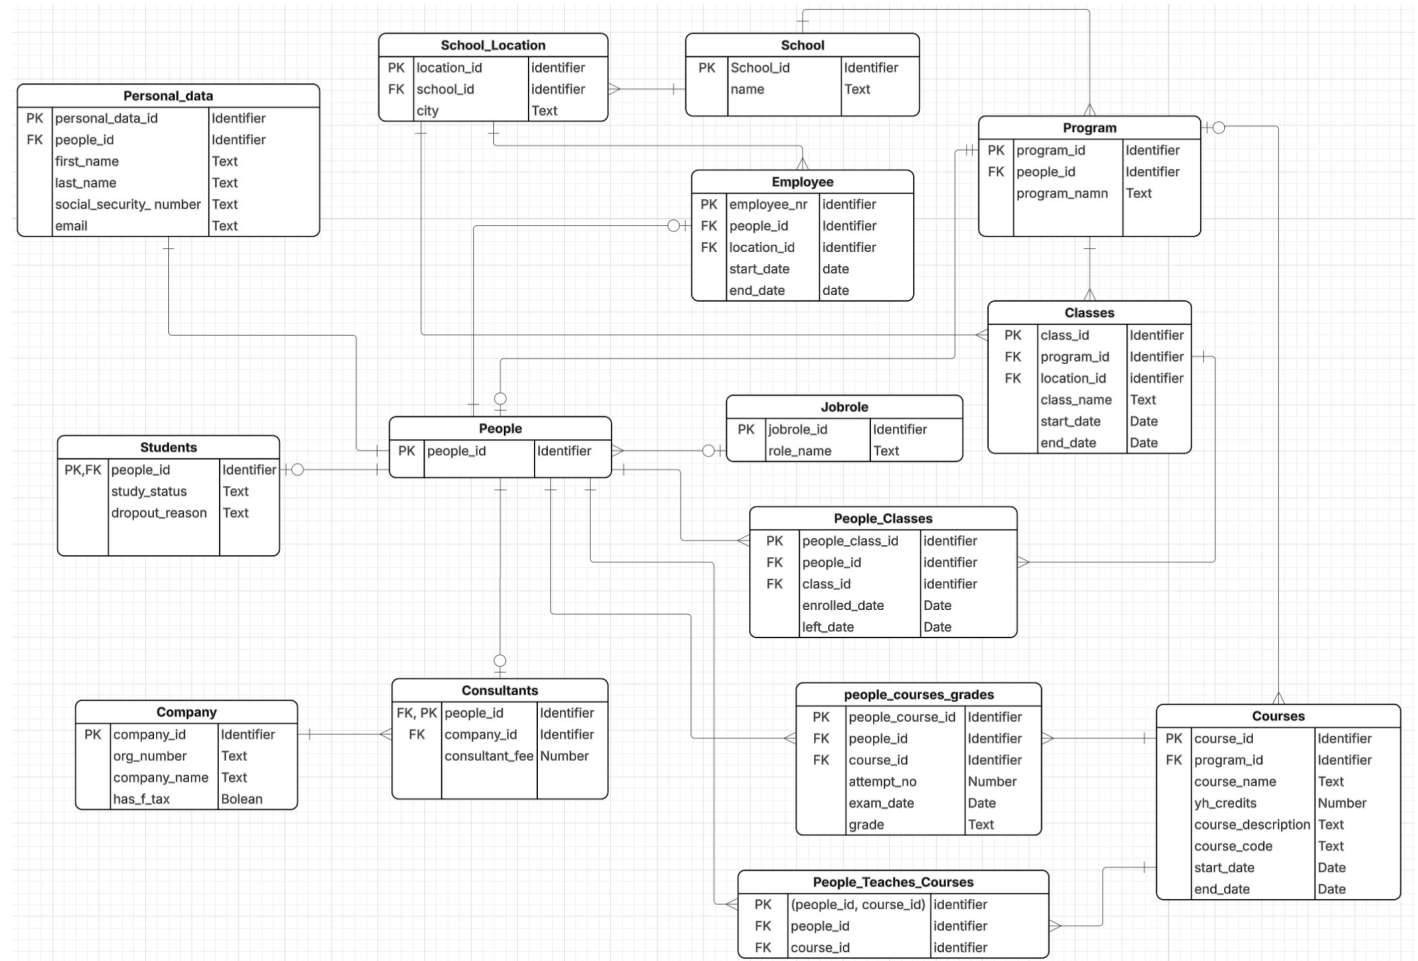 School_Location
PK location_id identifier
FK school_id identifier
city Text
School
PK School_id Identifier
name Text
Personal_data
PK personal_data_id Identifier
FK people_id Identifier
first_name Text
last_name Text
social_security_ number Text
email Text
Program
PK program_id Identifier
FK people_id Identifier
program_namn Text
Employee
PK employee_nr identifier
FK people_id Identifier
FK location_id identifier
start_date date
end_date date
Classes
PK class_id Identifier
FK program_id Identifier
FK location_id identifier
class_name Text
start_date Date
end_date Date
Jobrole
PK jobrole_id Identifier
role_name Text
People
PK people_id Identifier
Students
PK,FK people_id Identifier
study_status Text
dropout_reason Text
People_Classes
PK people_class_id identifier
FK people_id identifier
FK class_id identifier
enrolled_date Date
left_date Date
Consultants
FK, PK people_id Identifier
FK company_id Identifier
consultant_fee Number
Company
PK company_id Identifier
org_number Text
company_name Text
has_f_tax Bolean
people_courses_grades
PK people_course_id Identifier
FK people_id Identifier
FK course_id Identifier
attempt_no Number
exam_date Date
grade Text
Courses
PK course_id Identifier
FK program_id Identifier
course_name Text
yh_credits Number
course_description Text
course_code Text
start_date Date
end_date Date
People_Teaches_Courses
PK (people_id, course_id) identifier
FK people_id identifier
FK course_id identifier